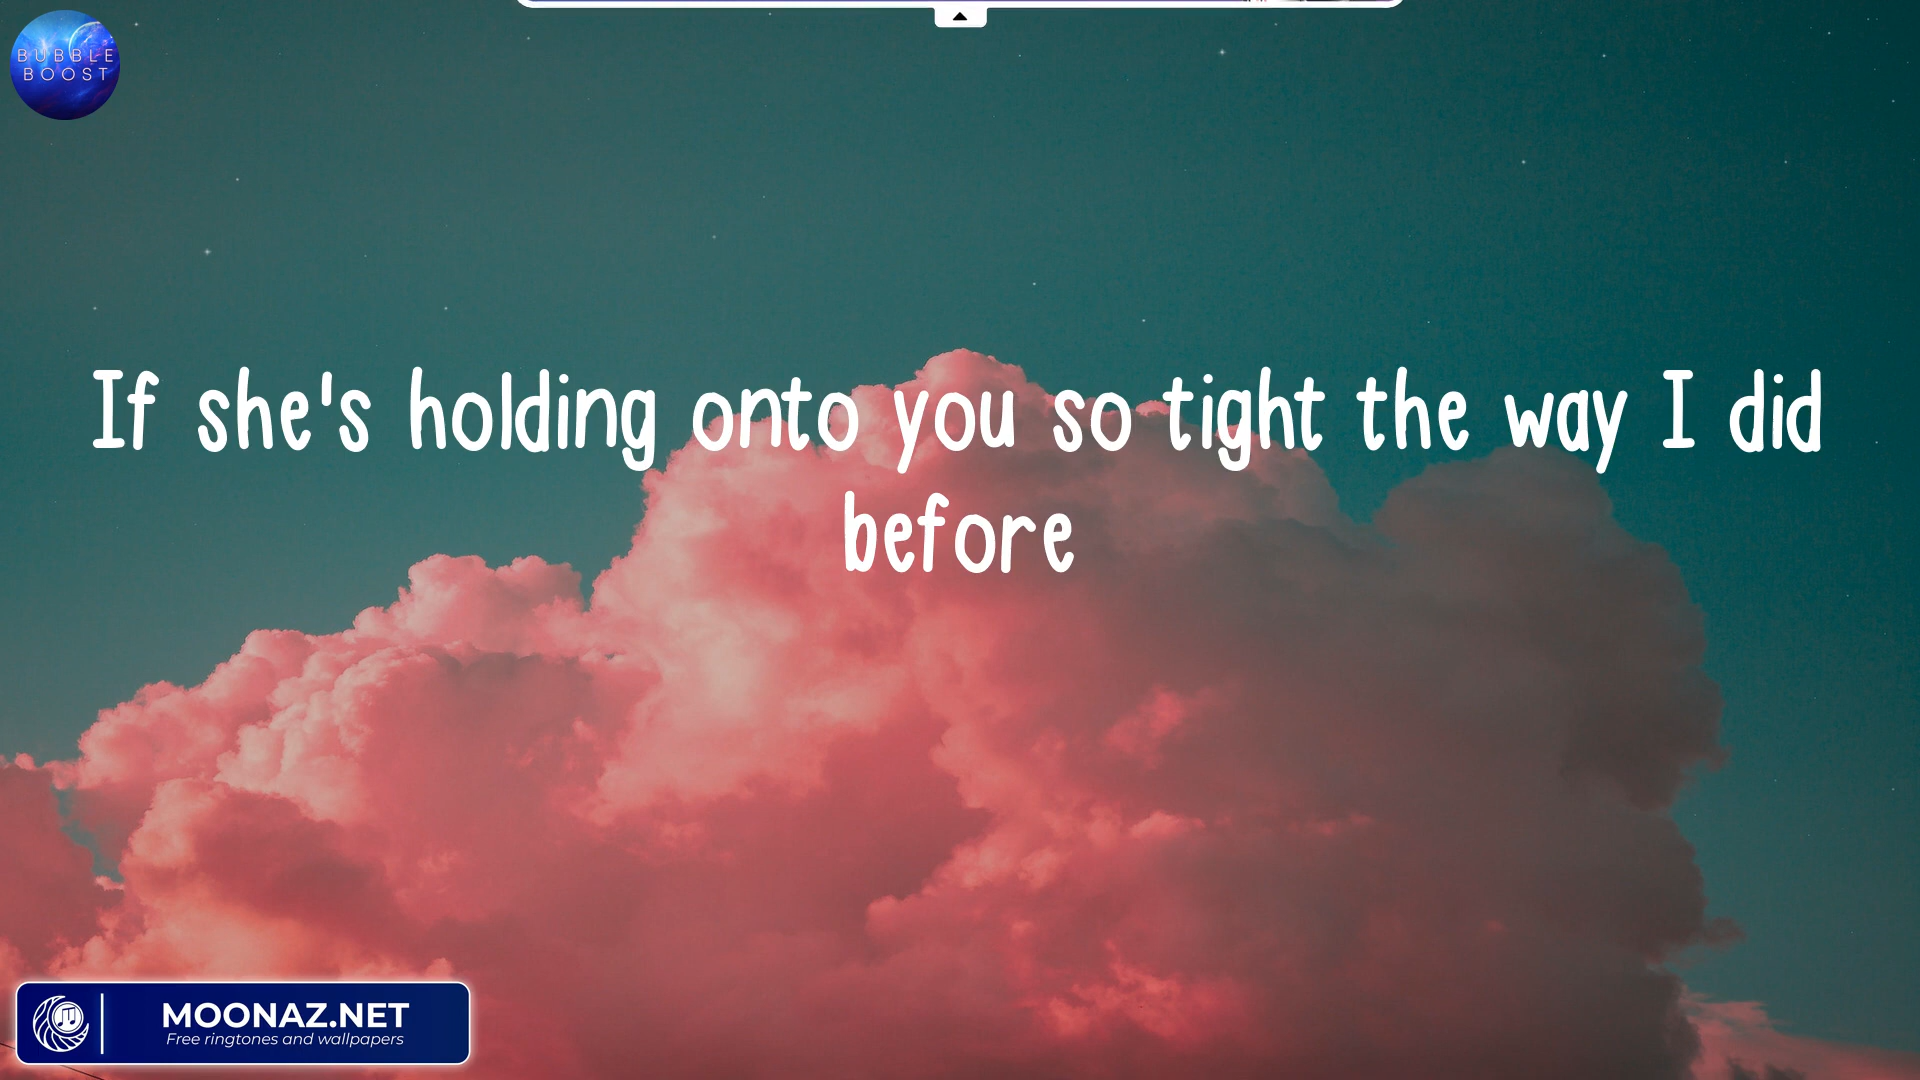 BUBBLE
BOOST
If she's holding onto you so tight the way I did
before
MOONAZ.NET
Free ringtones and wallpapers